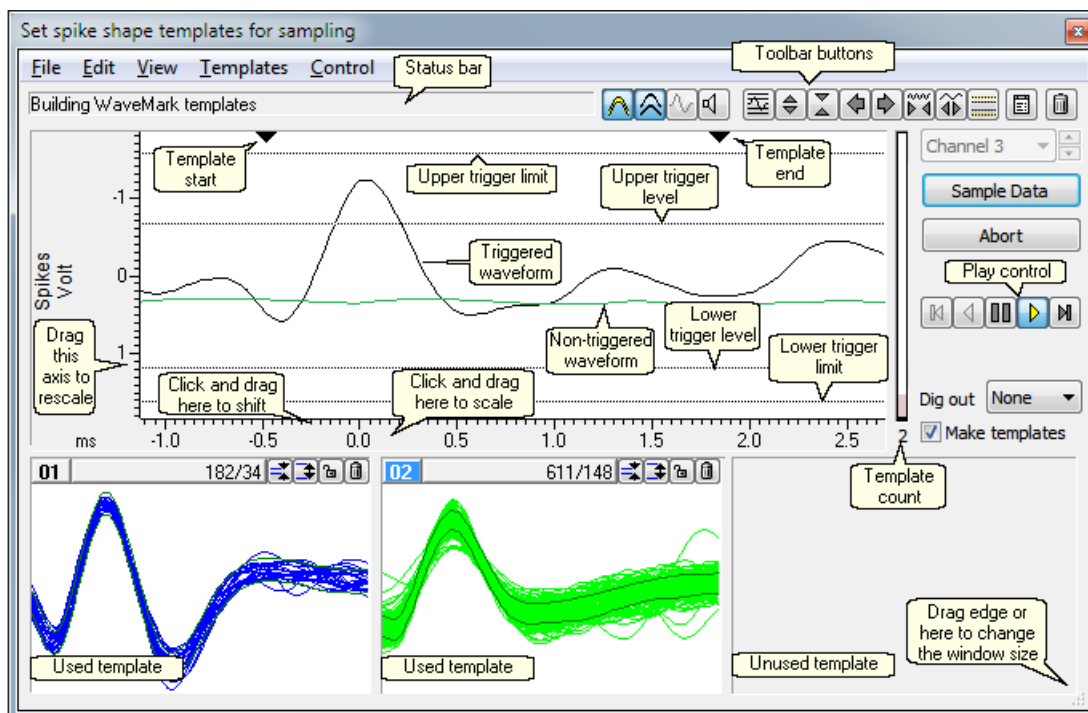 Set spike shape templates for sampling
File Edit View Templates Control
Status bar
Toolbar buttons
Building WaveMark templates
Template
start
Upper trigger limit
Upper trigger
level
Template
end
Channel 3
Sample Data
Abort
Play control
-1
0
1
Spikes
Volt
Triggered
waveform
Non-triggered
waveform
Lower
trigger level
Lower trigger
limit
Drag
this
axis to
rescale
Click and drag
here to shift
Click and drag
here to scale
Dig out None
Make templates
ms -1.0 -0.5 0.0 0.5 1.0 1.5 2.0 2.5
2
Template
count
01 182/34
02 611/148
Used template
Used template
Unused template
Drag edge or
here to change
the window size